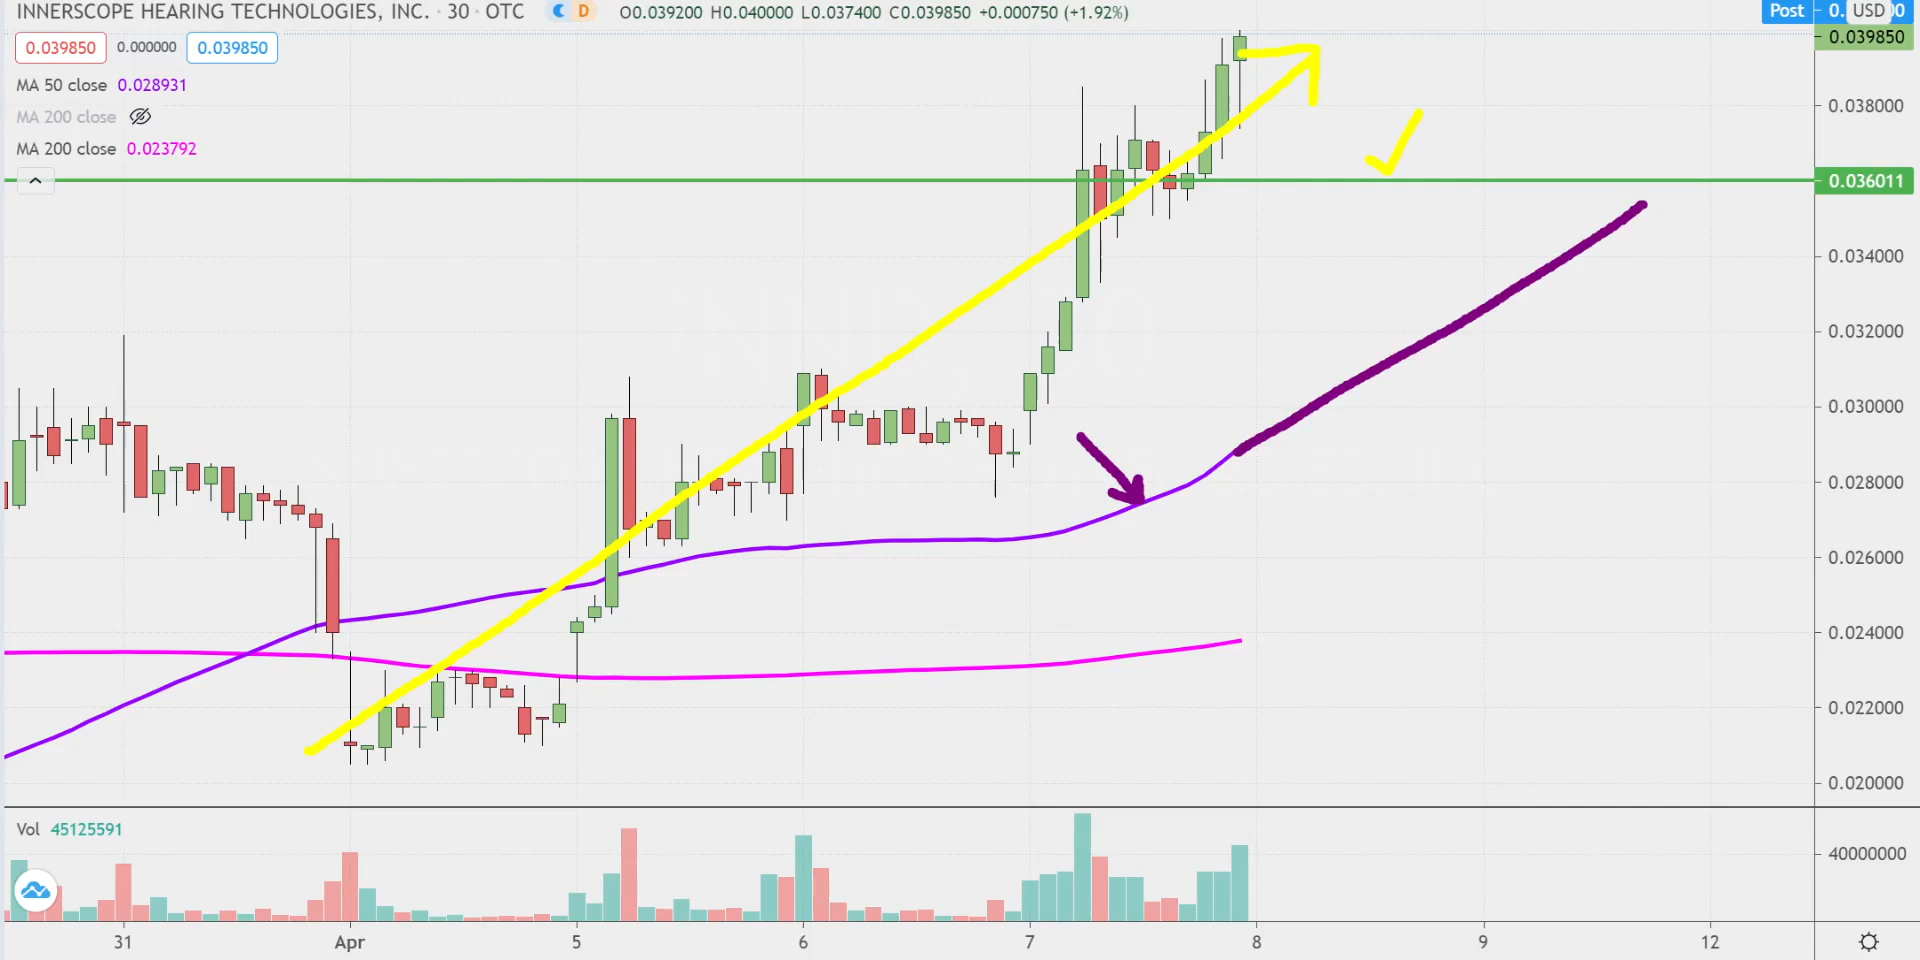 INNERSCOPE HEARING TECHNOLOGIES, INC. · 30 · OTC D O0.039200 H0.040000 L0.037400 C0.039850 +0.000750 (+1.92%)
Post 0. USD 0
0.039850 0.000000 0.039850
0.039850
MA 50 close 0.028931
MA 200 close
MA 200 close 0.023792
0.038000
0.036011
0.034000
0.032000
0.030000
0.028000
0.026000
0.024000
0.022000
0.020000
Vol 45125591
40000000
31 Apr 5 6 7 8 9 12